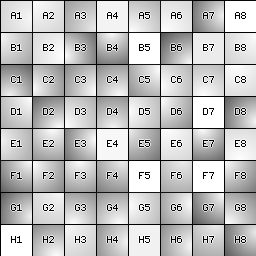 A1 A2 A3 A4 A5 A6 A7 A8
B1 B2 B3 B4 B5 B6 B7 B8
C1 C2 C3 C4 C5 C6 C7 C8
D1 D2 D3 D4 D5 D6 D7 D8
E1 E2 E3 E4 E5 E6 E7 E8
F1 F2 F3 F4 F5 F6 F7 F8
G1 G2 G3 G4 G5 G6 G7 G8
H1 H2 H3 H4 H5 H6 H7 H8